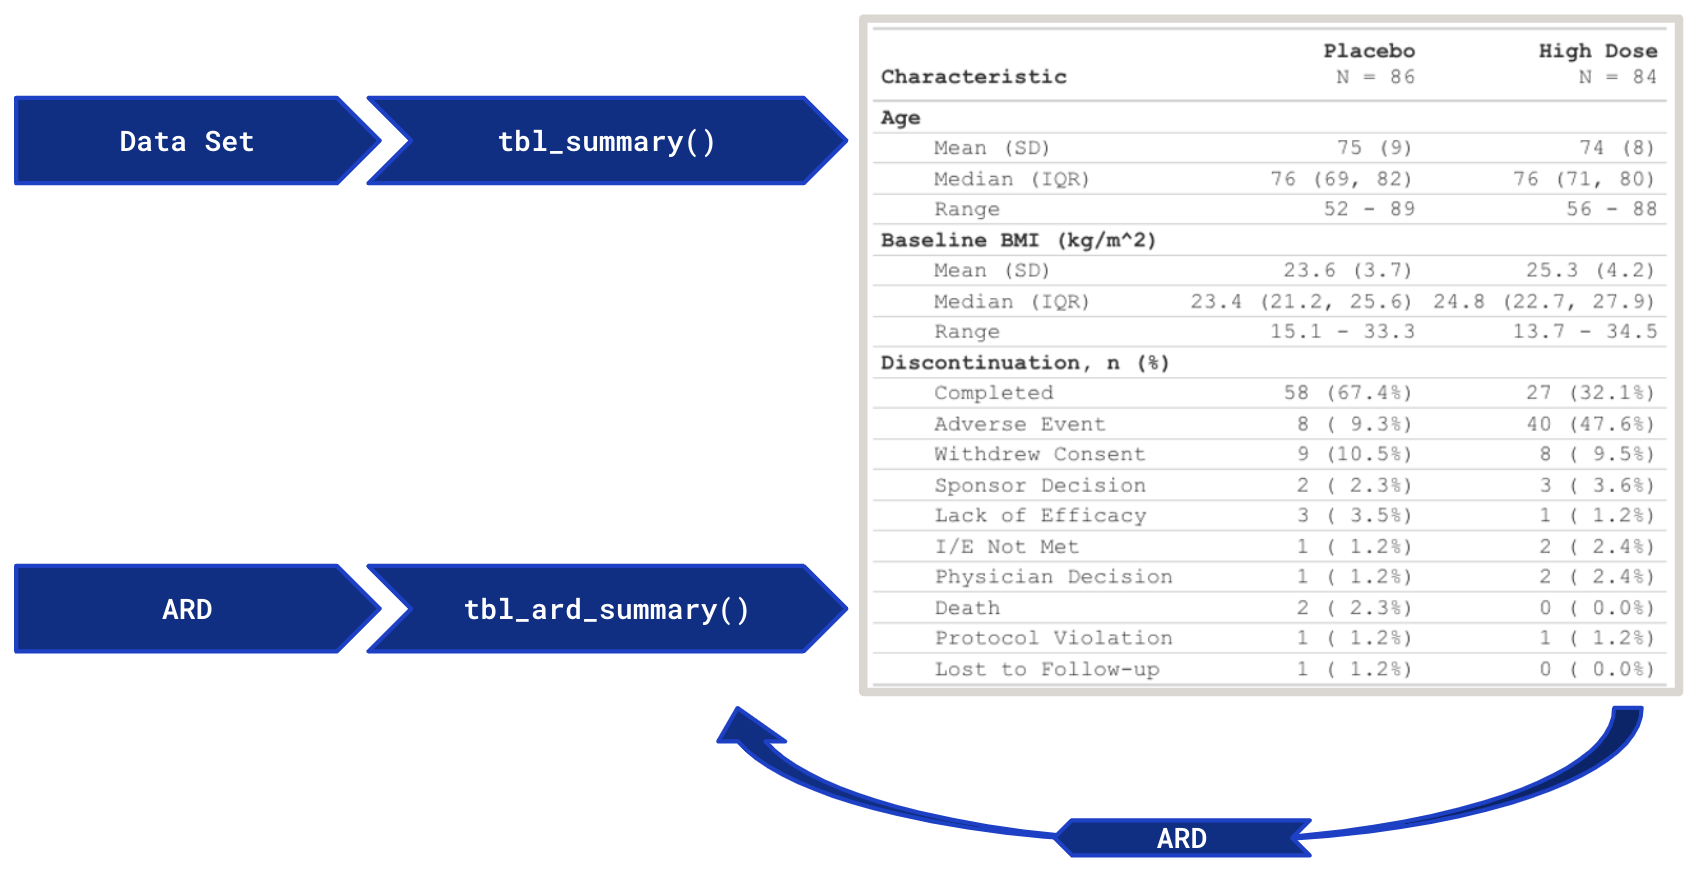 Data Set
tbl_summary()
ARD
tbl_ard_summary()
Placebo High Dose
Characteristic N = 86 N = 84
Age
Mean (SD) 75 (9) 74 (8)
Median (IQR) 76 (69, 82) 76 (71, 80)
Range 52 - 89 56 - 88
Baseline BMI (kg/m^2)
Mean (SD) 23.6 (3.7) 25.3 (4.2)
Median (IQR) 23.4 (21.2, 25.6) 24.8 (22.7, 27.9)
Range 15.1 - 33.3 13.7 - 34.5
Discontinuation, n (%)
Completed 58 (67.4%) 27 (32.1%)
Adverse Event 8 ( 9.3%) 40 (47.6%)
Withdrew Consent 9 (10.5%) 8 ( 9.5%)
Sponsor Decision 2 ( 2.3%) 3 ( 3.6%)
Lack of Efficacy 3 ( 3.5%) 1 ( 1.2%)
I/E Not Met 1 ( 1.2%) 2 ( 2.4%)
Physician Decision 1 ( 1.2%) 2 ( 2.4%)
Death 2 ( 2.3%) 0 ( 0.0%)
Protocol Violation 1 ( 1.2%) 1 ( 1.2%)
Lost to Follow-up 1 ( 1.2%) 0 ( 0.0%)
ARD